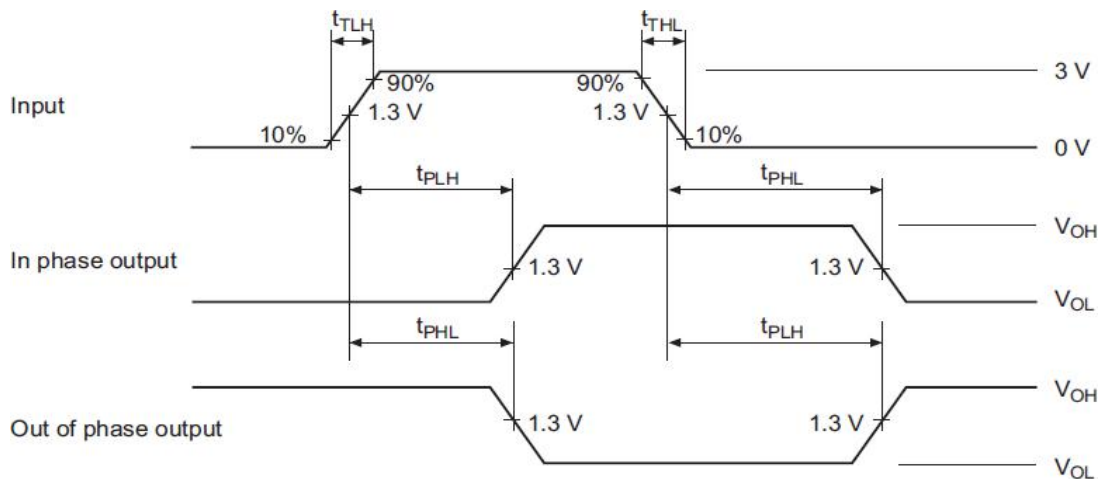 tTLH
tTHL
90%
90%
3 V
Input
1.3 V
1.3 V
10%
10%
0 V
tPLH
tPHL
VOH
In phase output
1.3 V
1.3 V
VOL
tPHL
tPLH
VOH
Out of phase output
1.3 V
1.3 V
VOL